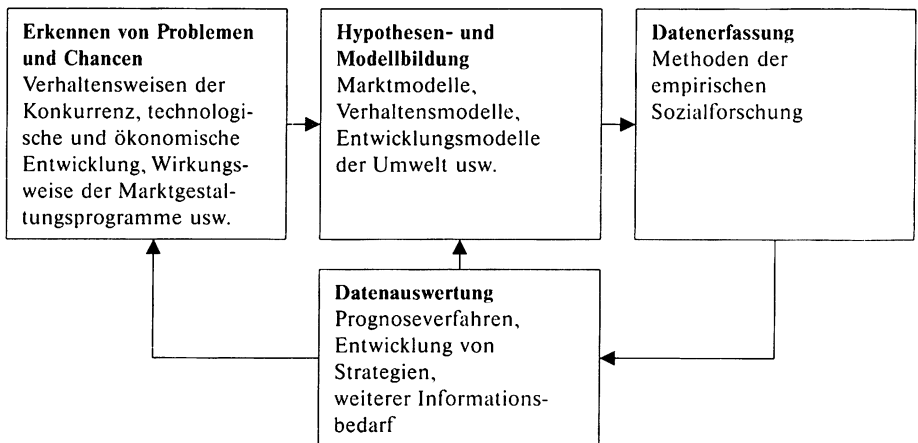 Erkennen von Problemen
und Chancen
Verhaltensweisen der
Konkurrenz, technologi-
sche und ökonomische
Entwicklung, Wirkungs-
weise der Marktgestal-
tungsprogramme usw.
Hypothesen- und
Modellbildung
Marktmodelle,
Verhaltensmodelle,
Entwicklungsmodelle
der Umwelt usw.
Datenerfassung
Methoden der
empirischen
Sozialforschung
Datenauswertung
Prognoseverfahren,
Entwicklung von
Strategien,
weiterer Informations-
bedarf